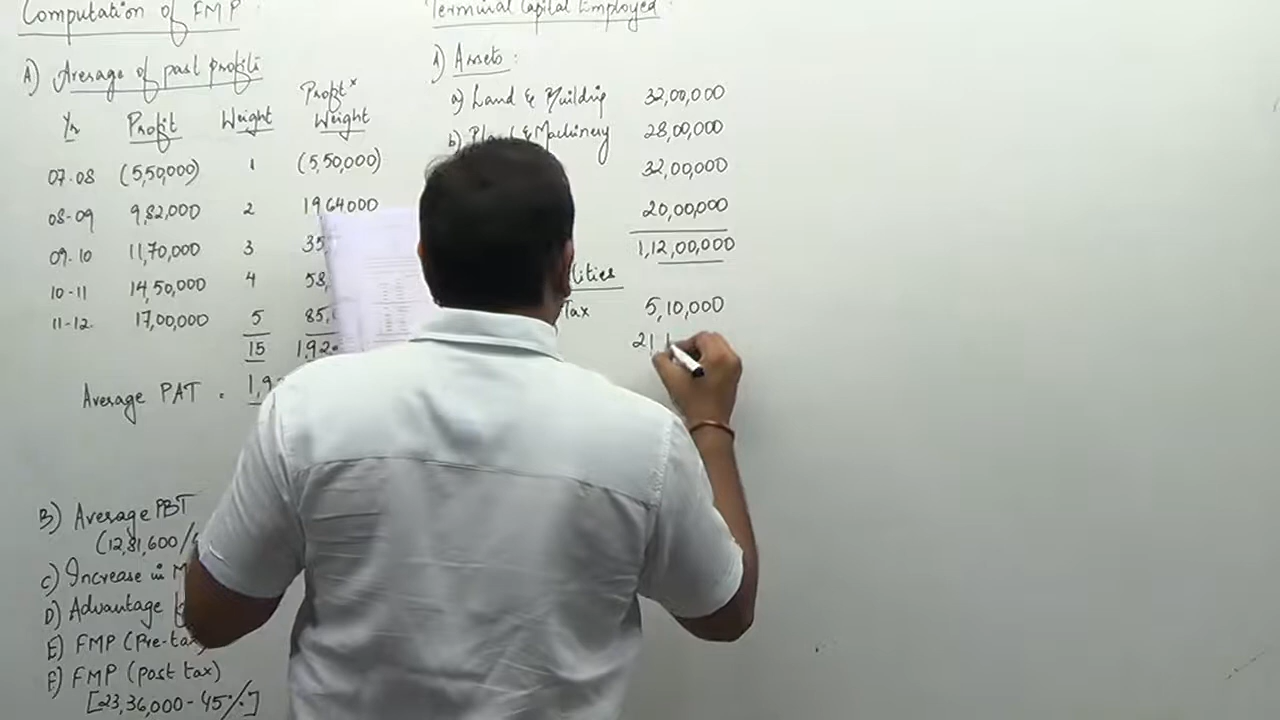 Computation of FMP:
A) Average of past profits
Yr Profit Weight Profit x Weight
07-08 (5,50,000) 1 (5,50,000)
08-09 9,82,000 2 1964000
09-10 11,70,000 3 35,
10-11 14,50,000 4 58,
11-12 17,00,000 5 85,
15 1,92
Average PAT = 1,9
B) Average PBT
(12,81,600/
C) Increase in M
D) Advantage
E) FMP (Pre-tax)
F) FMP (post tax)
[23,36,000-45%]
Terminal Capital Employed:
1) Assets:
a) Land & Building 32,00,000
b) Plant & Machinery 28,00,000
32,00,000
20,00,000
1,12,00,000
lities
Tax 5,10,000
21,1